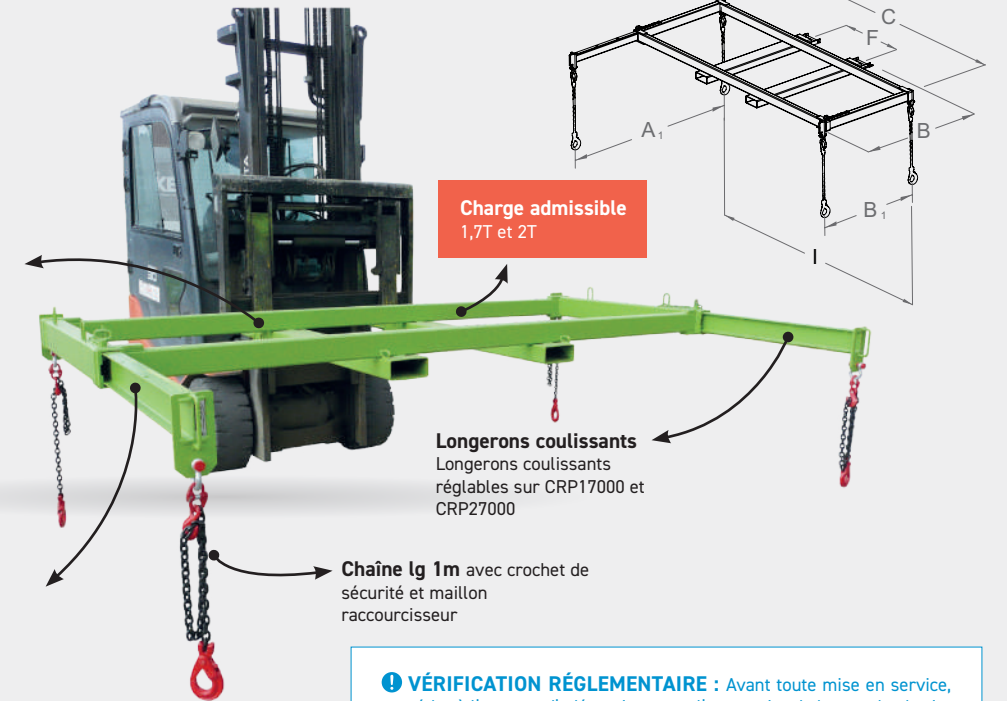 C
F
A₁
B
B₁
I
Charge admissible
1,7T et 2T
Longerons coulissants
Longerons coulissants
réglables sur CRP17000 et
CRP27000
Chaîne lg 1m avec crochet de
sécurité et maillon
raccourcisseur
VÉRIFICATION RÉGLEMENTAIRE : Avant toute mise en service,